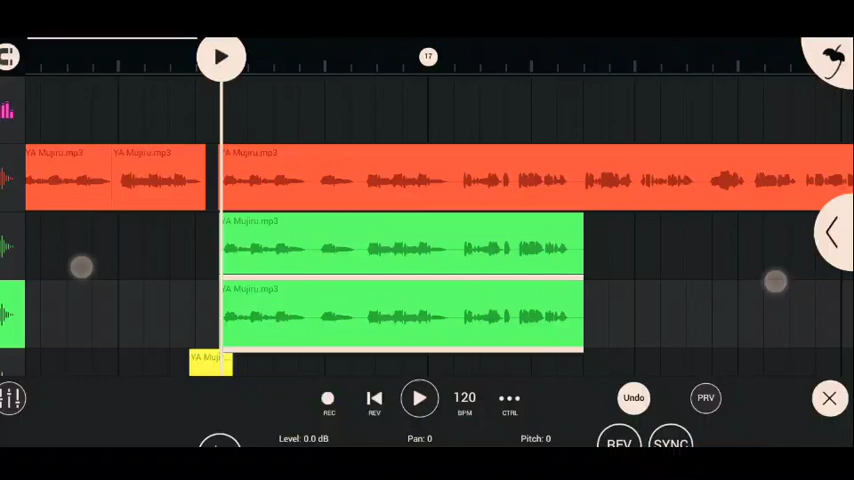 17
YA Mujiru.mp3 YA Mujiru.mp3 YA Mujiru.mp3
YA Mujiru.mp3
YA Mujiru.mp3
YA Muji
120
REC REV BPM CTRL Undo PRV
Level: 0.0 dB Pan: 0 Pitch: 0 REV SYNC